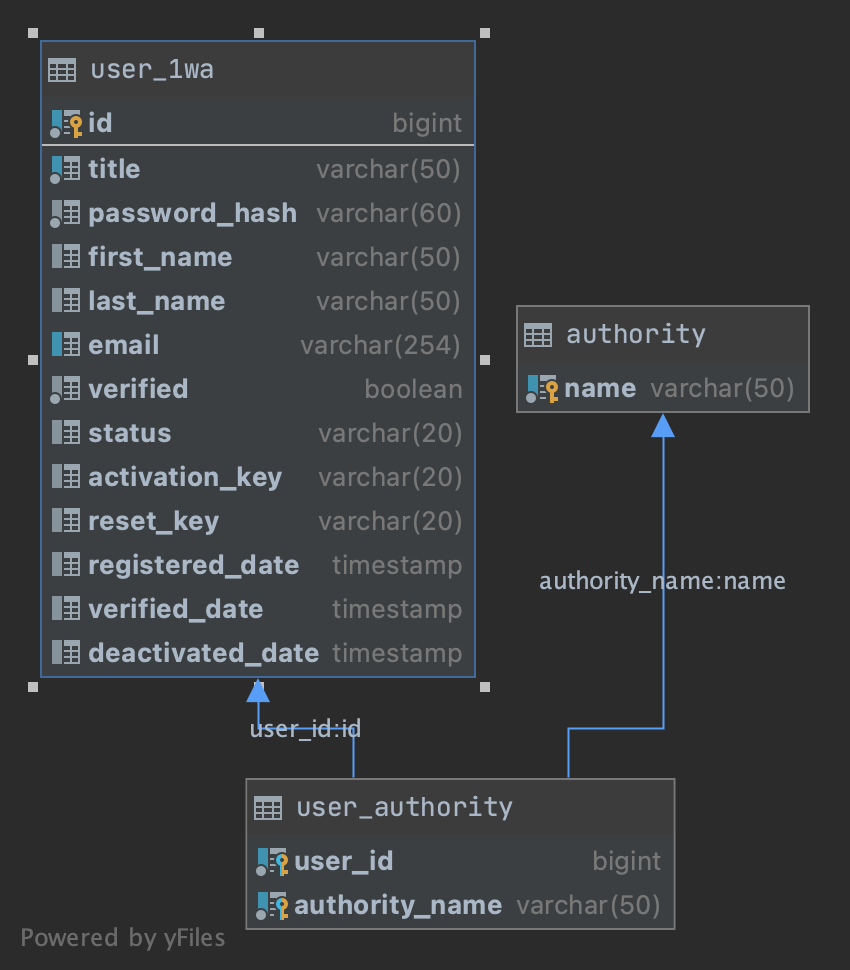 user_1wa
id bigint
title varchar(50)
password_hash varchar(60)
first_name varchar(50)
last_name varchar(50)
email varchar(254)
verified boolean
status varchar(20)
activation_key varchar(20)
reset_key varchar(20)
registered_date timestamp
verified_date timestamp
deactivated_date timestamp
authority
name varchar(50)
authority_name:name
user_id:id
user_authority
user_id bigint
authority_name varchar(50)
Powered by yFiles